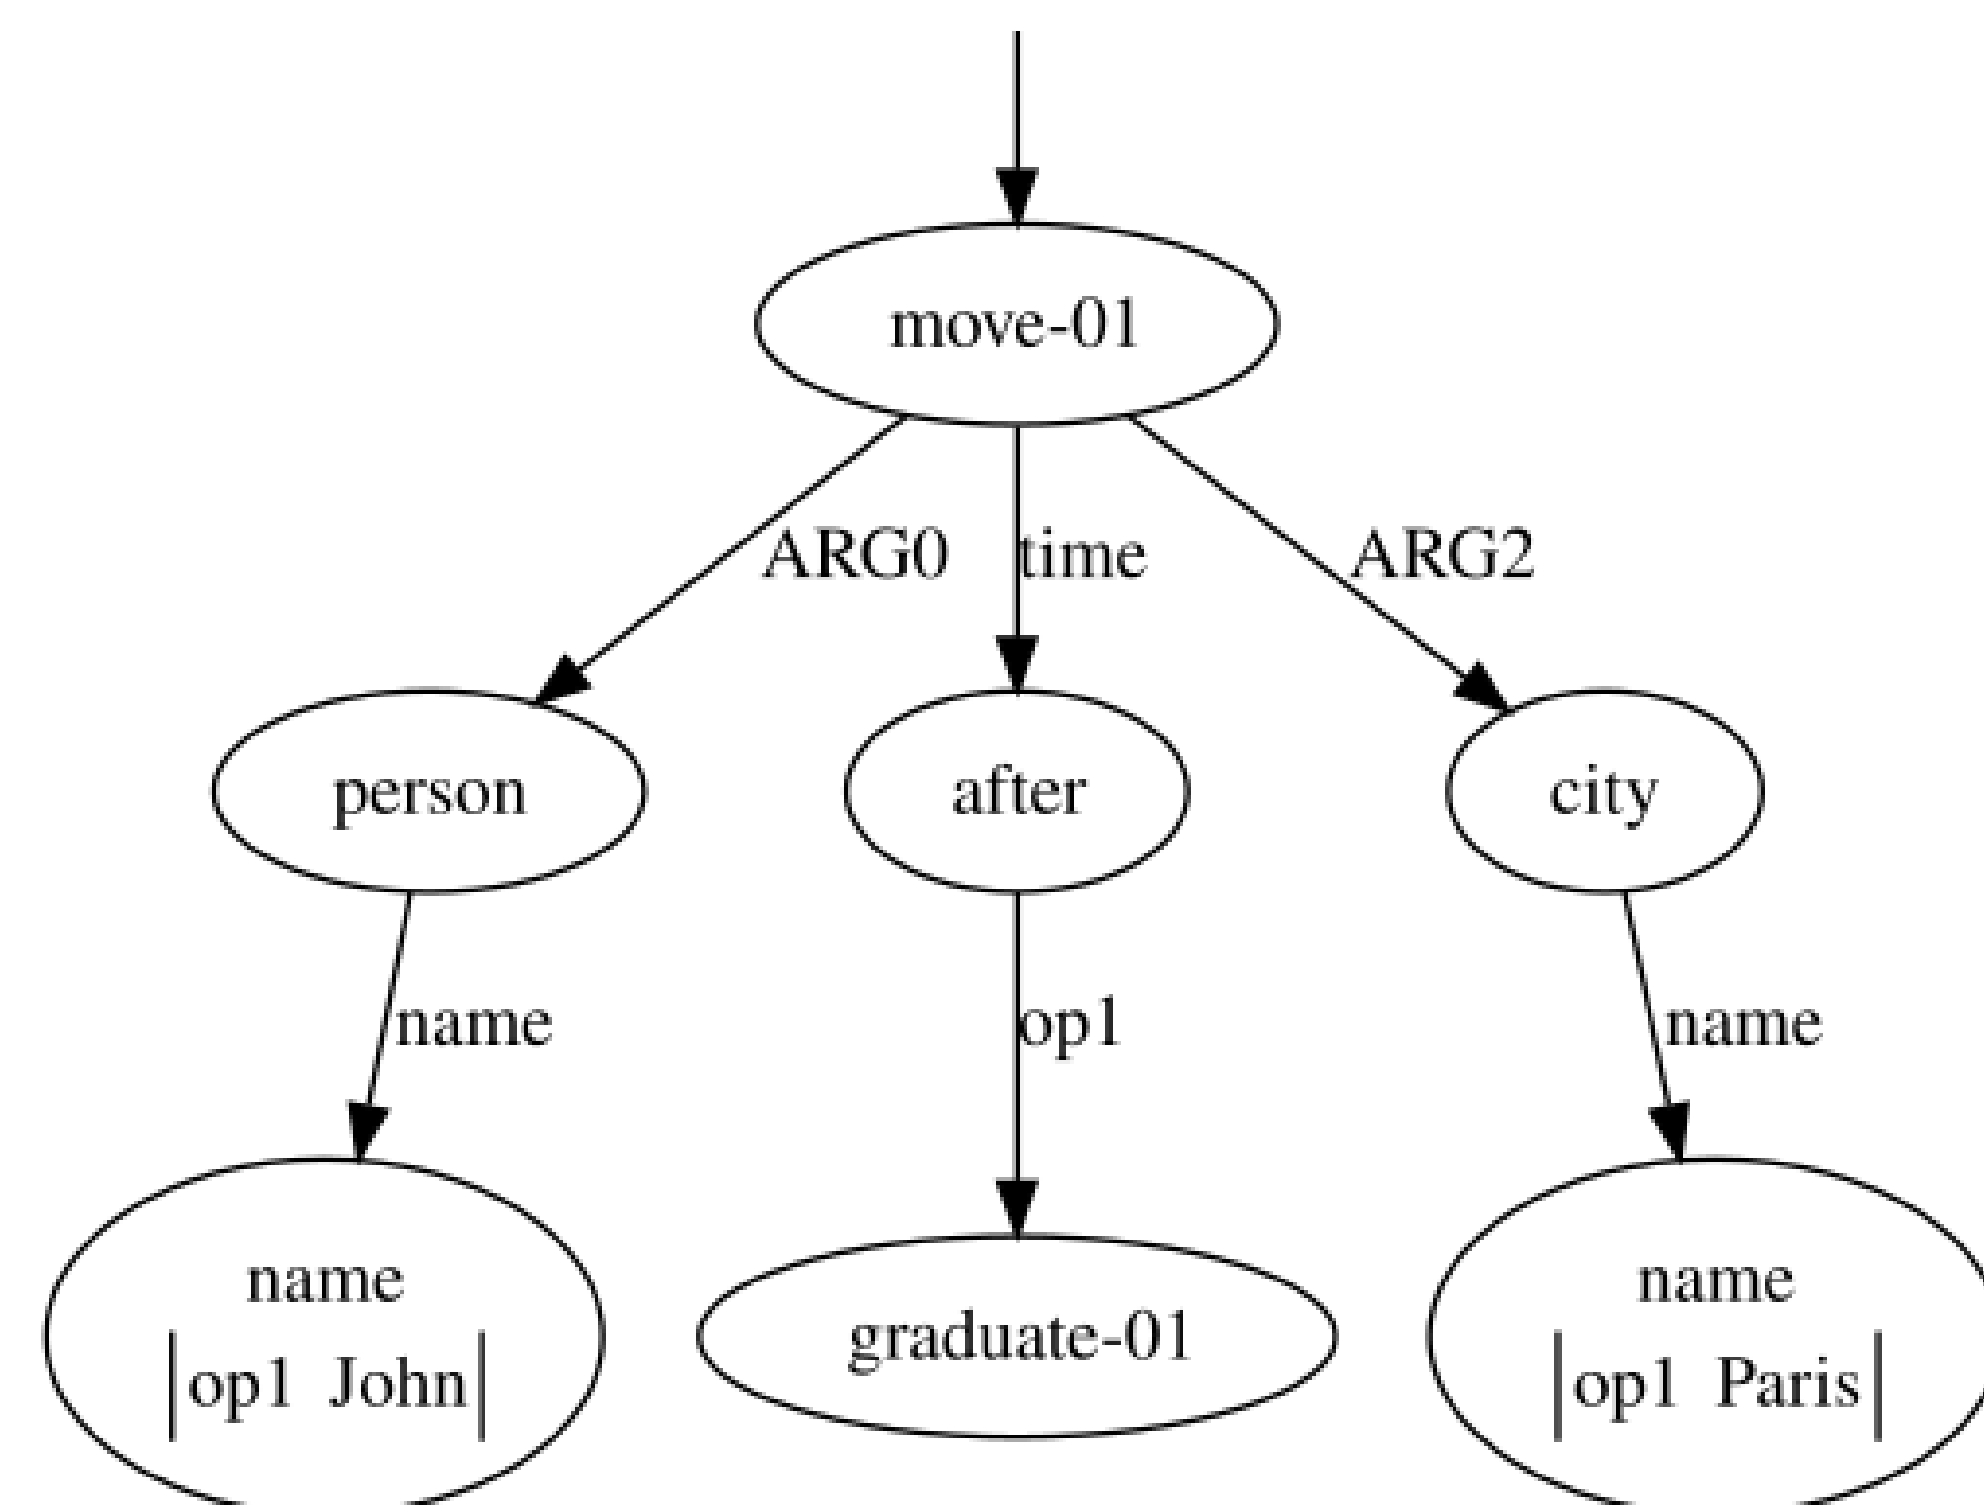 move-01
ARG0 time ARG2
person after city
name op1 name
name graduate-01 name
op1 John op1 Paris